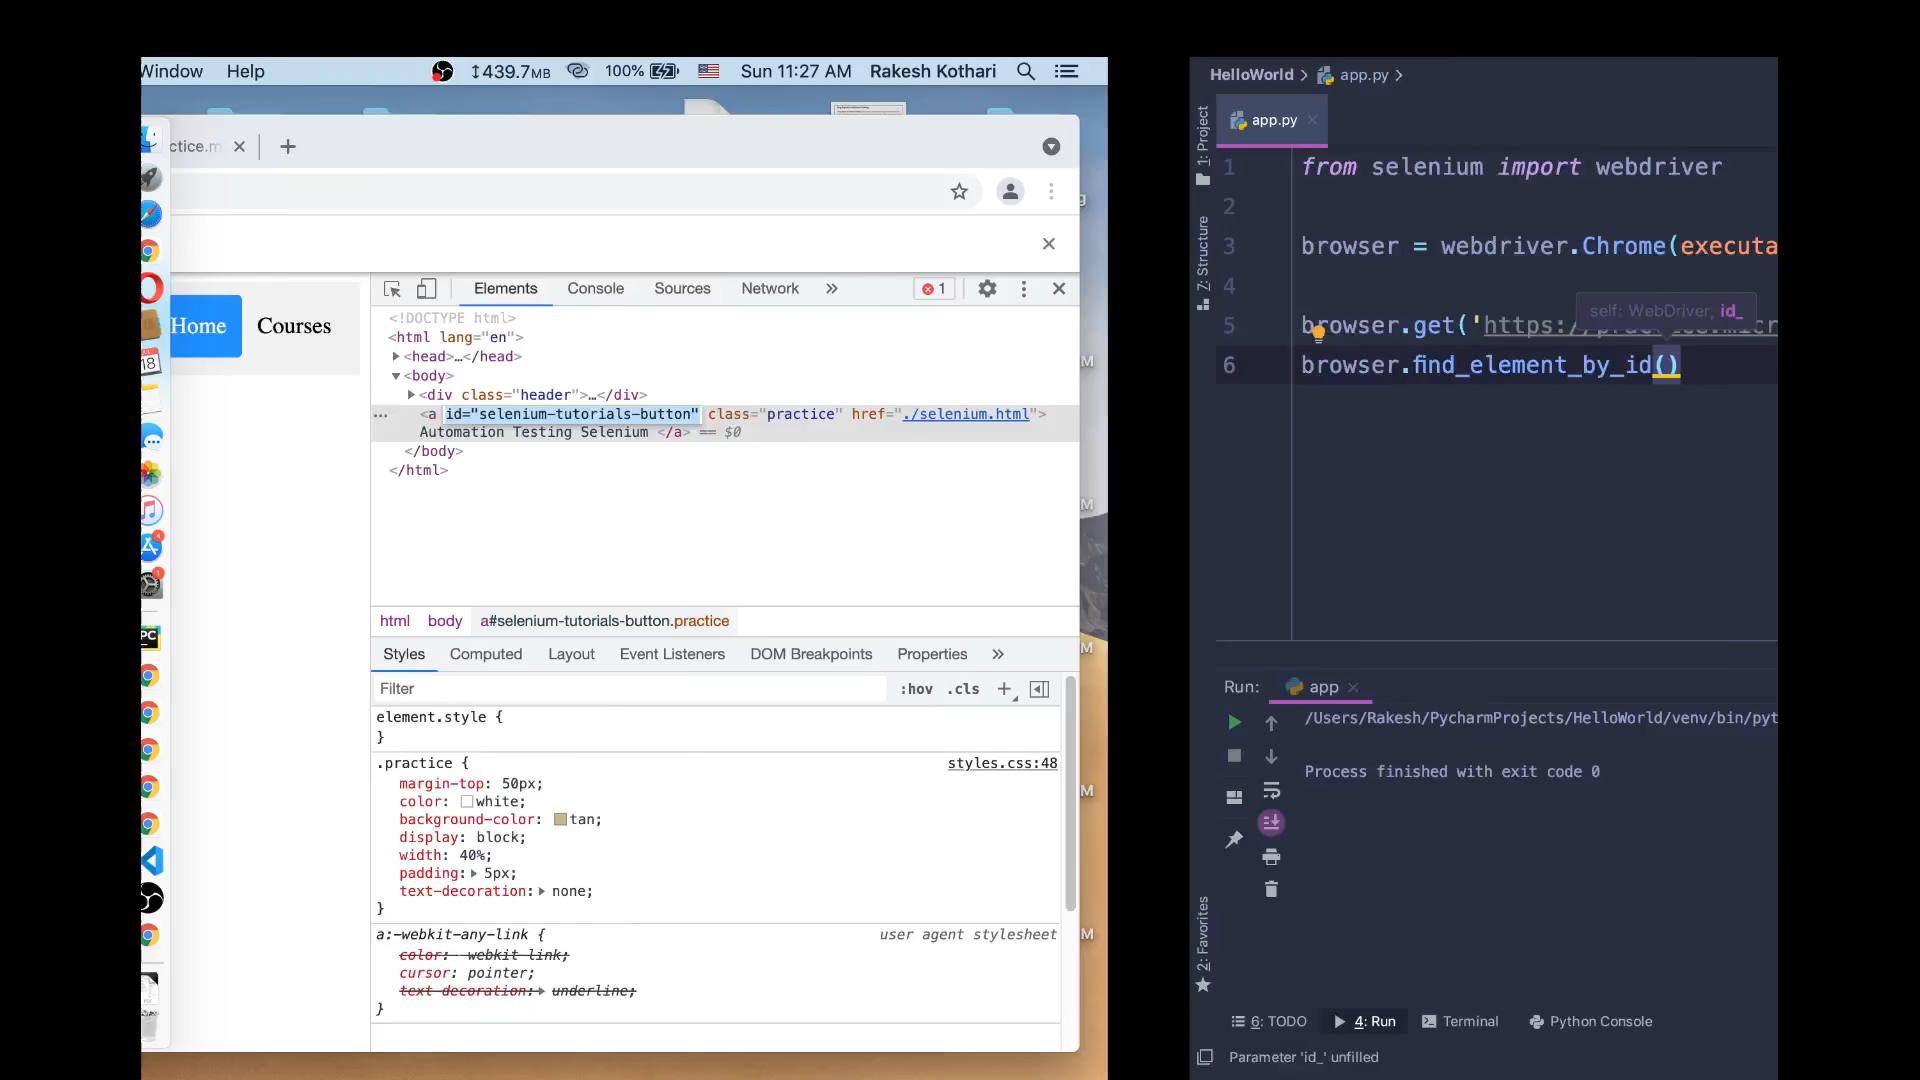 Window Help 439.7MB 100% Sun 11:27 AM Rakesh Kothari
ctice.m
Home Courses
Elements Console Sources Network » 1
<!DOCTYPE html>
<html lang="en">
<head>…</head>
<body>
<div class="header">…</div>
… <a id="selenium-tutorials-button" class="practice" href="./selenium.html">
Automation Testing Selenium </a> == $0
</body>
</html>
html body a#selenium-tutorials-button.practice
Styles Computed Layout Event Listeners DOM Breakpoints Properties »
Filter :hov .cls
element.style {
}
.practice { styles.css:48
margin-top: 50px;
color: white;
background-color: tan;
display: block;
width: 40%;
padding: 5px;
text-decoration: none;
}
a:-webkit-any-link { user agent stylesheet
color: -webkit-link;
cursor: pointer;
text-decoration: underline;
}
HelloWorld app.py
app.py
1: Project
7: Structure
2: Favorites
1 from selenium import webdriver
2
3 browser = webdriver.Chrome(executa
4
self: WebDriver, id_
5 browser.get('https://
6 browser.find_element_by_id()
Run: app
/Users/Rakesh/PycharmProjects/HelloWorld/venv/bin/pyt
Process finished with exit code 0
6: TODO 4: Run Terminal Python Console
Parameter 'id_' unfilled